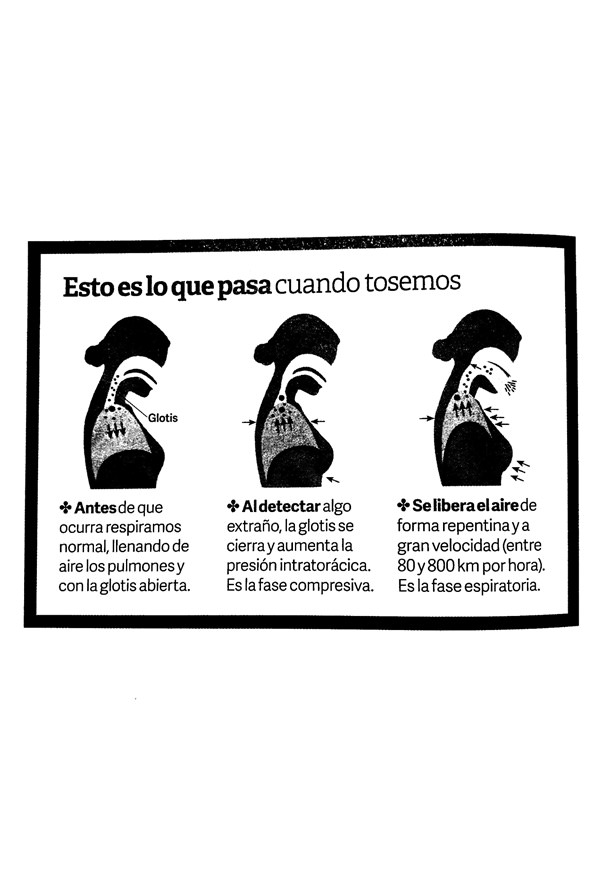 Esto es lo que pasa cuando tosemos
Glotis
✤ Antes de que
ocurra respiramos
normal, llenando de
aire los pulmones y
con la glotis abierta.
✤ Al detectar algo
extraño, la glotis se
cierra y aumenta la
presión intratorácica.
Es la fase compresiva.
✤ Se libera el aire de
forma repentina y a
gran velocidad (entre
80 y 800 km por hora).
Es la fase espiratoria.